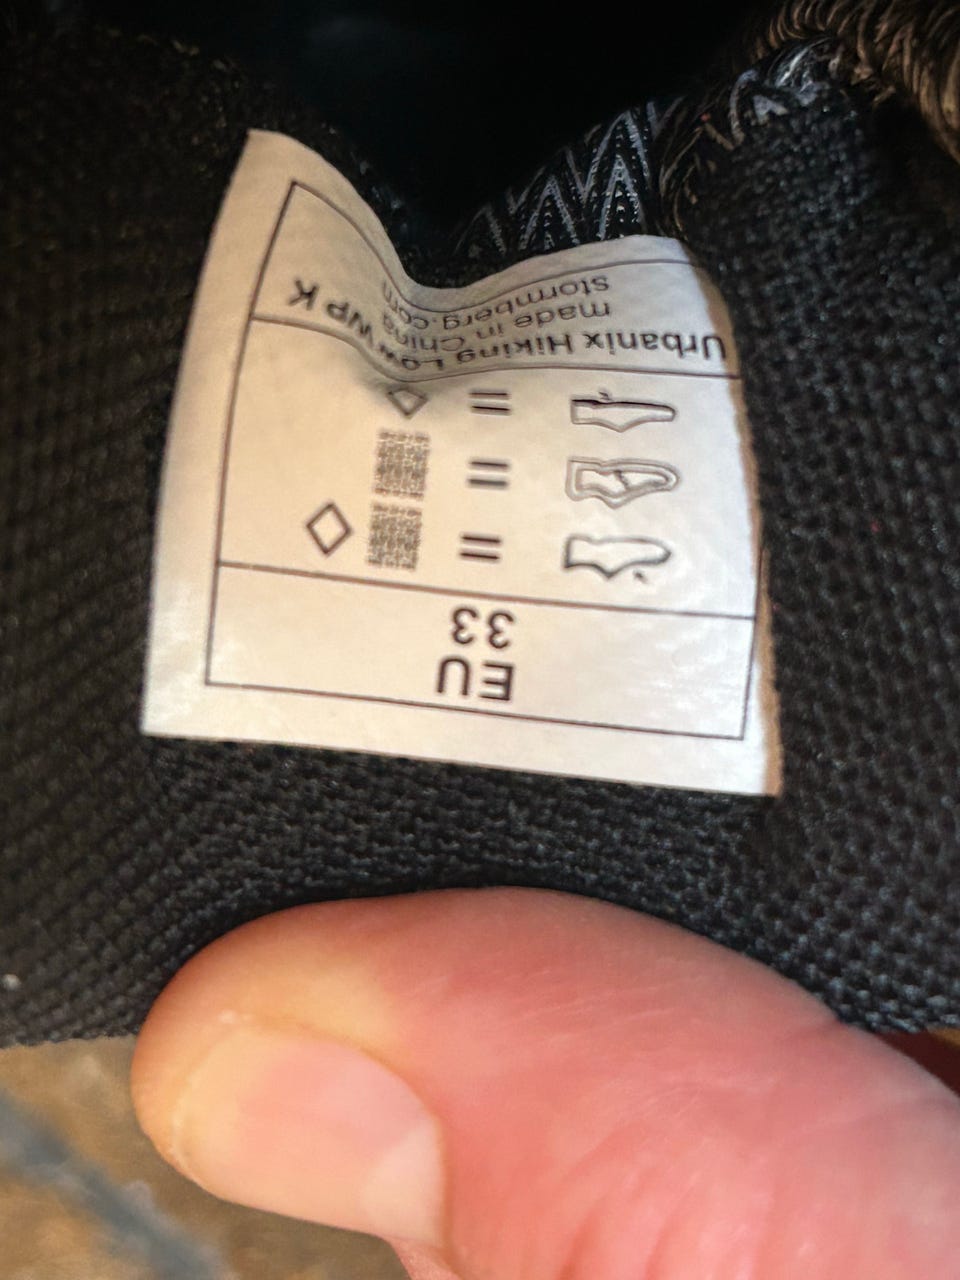 EU
33
=
=
=
Urbanix Hiking Low WP K
made in China
stormberg.com